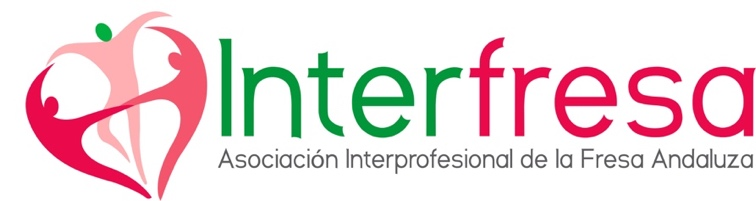 Interfresa
Asociación Interprofesional de la Fresa Andaluza